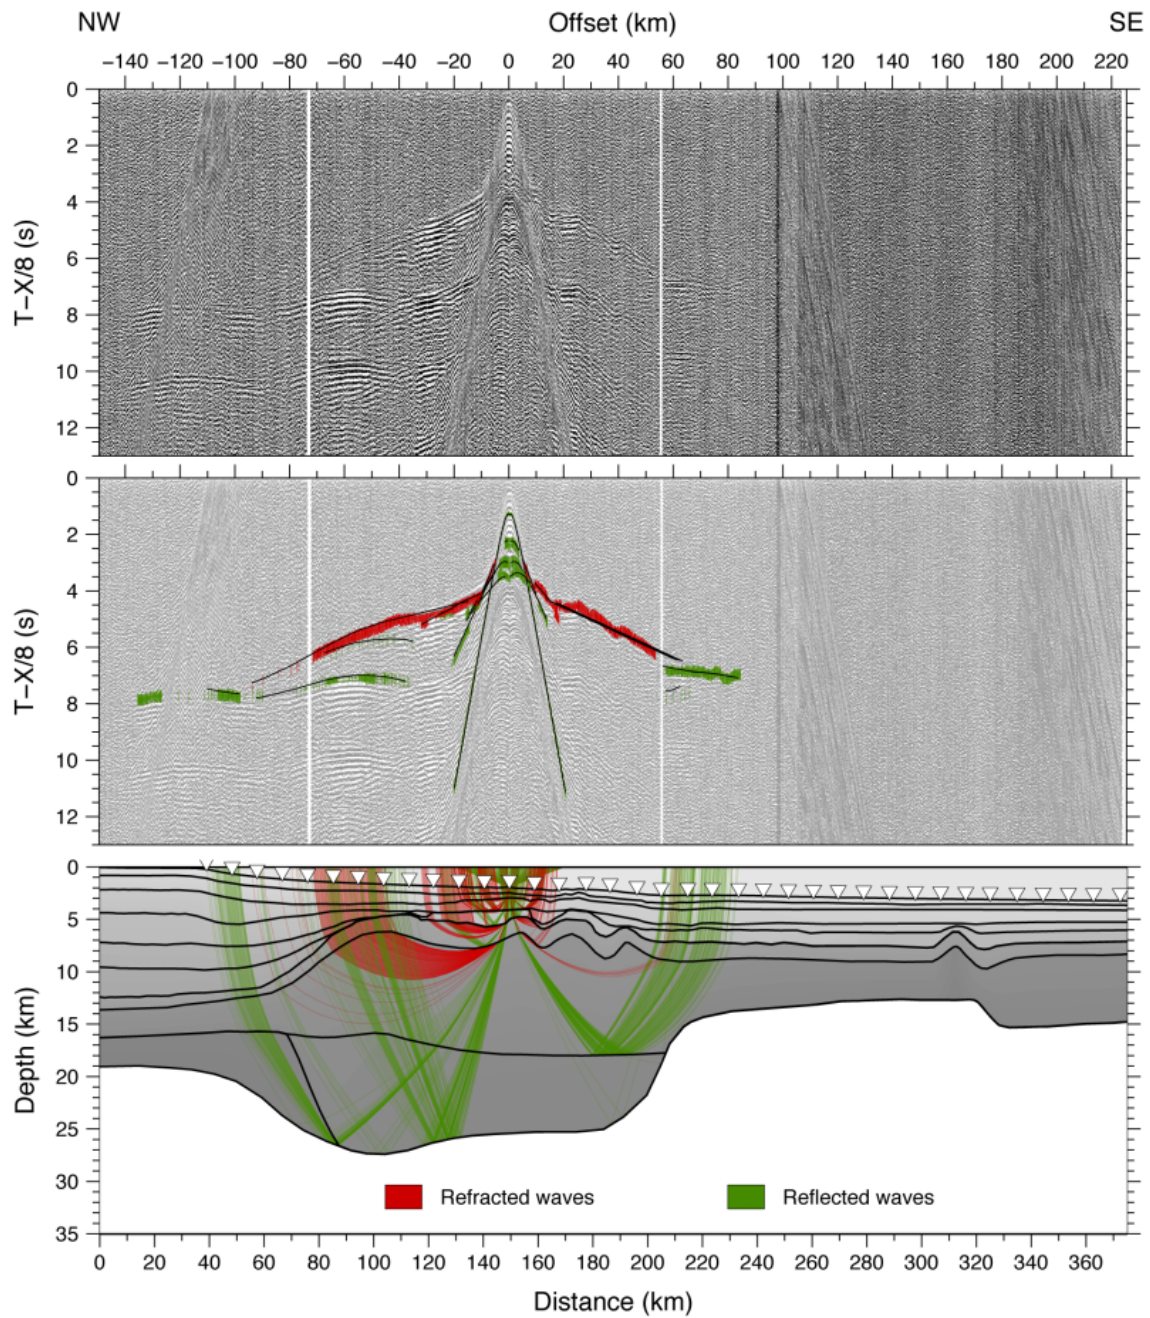 NW Offset (km) SE
−140 −120 −100 −80 −60 −40 −20 0 20 40 60 80 100 120 140 160 180 200 220
0
2
4
6
8
10
12
T−X/8 (s)
0
2
4
6
8
10
12
T−X/8 (s)
0
5
10
15
20
25
30
35
Depth (km)
Refracted waves Reflected waves
0 20 40 60 80 100 120 140 160 180 200 220 240 260 280 300 320 340 360
Distance (km)